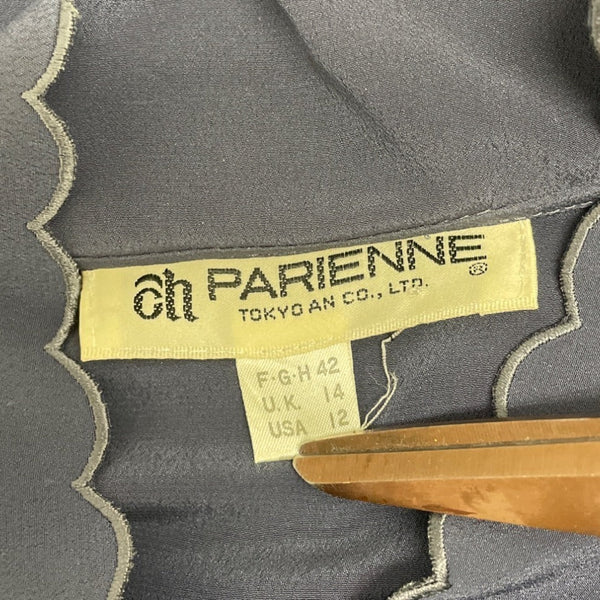 ch PARIENNE®
TOKYO AN CO., LTD.
F·G·H 42
U.K. 14
USA 12